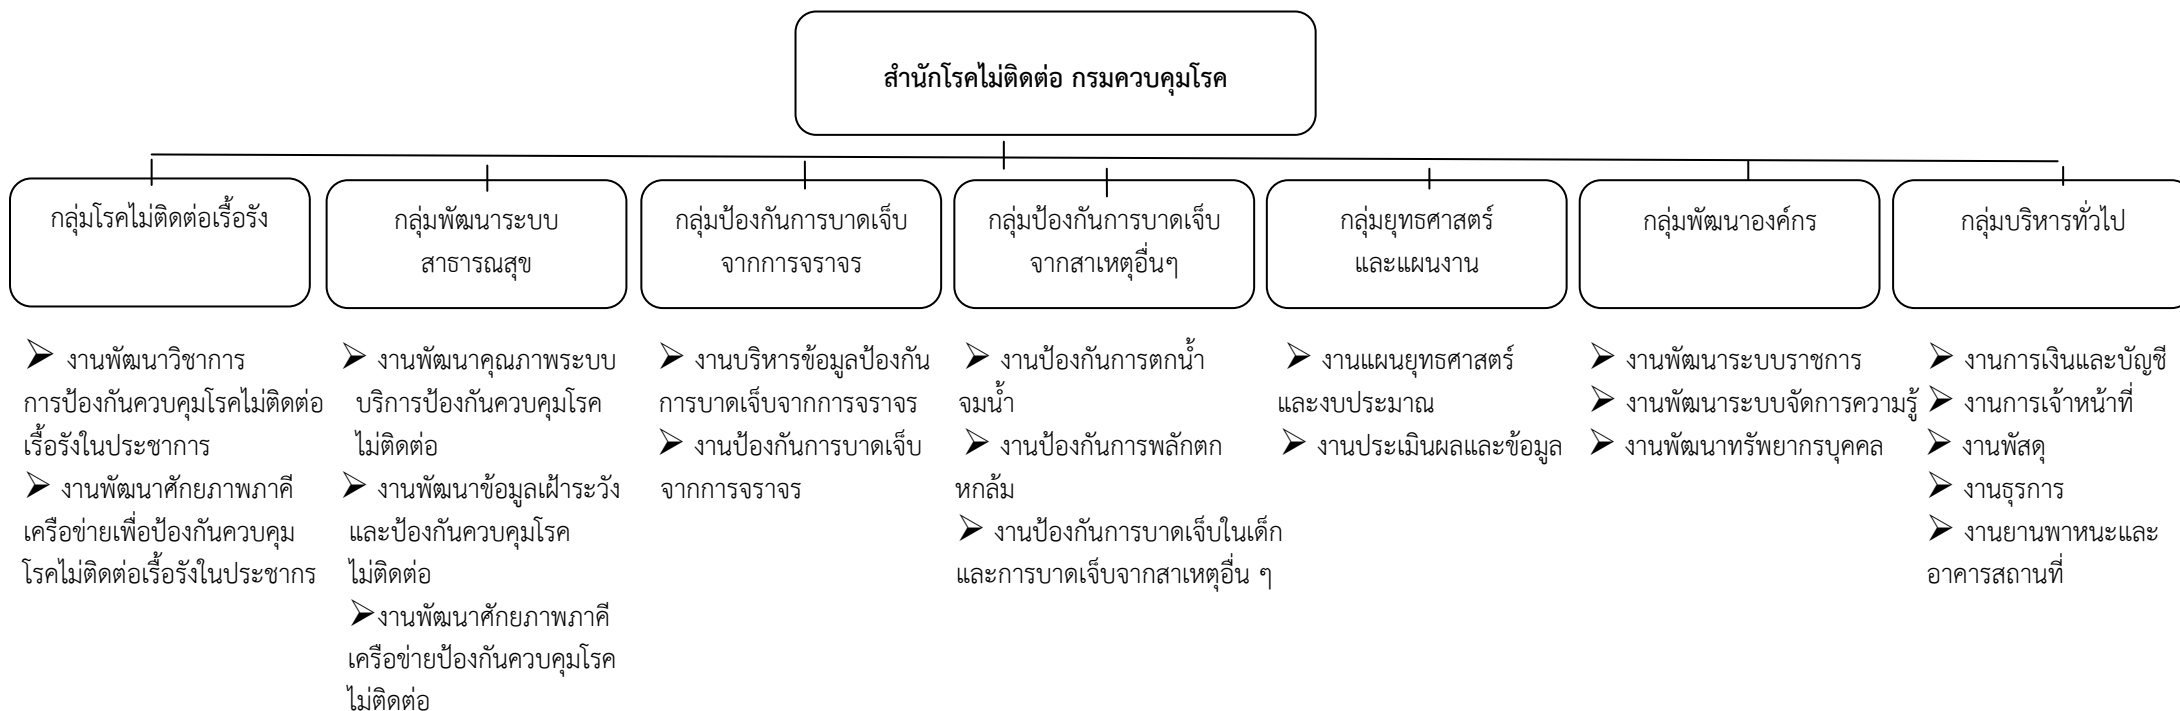 สำนักโรคไม่ติดต่อ กรมควบคุมโรค
กลุ่มโรคไม่ติดต่อเรื้อรัง
กลุ่มพัฒนาระบบ
สาธารณสุข
กลุ่มป้องกันการบาดเจ็บ
จากการจราจร
กลุ่มป้องกันการบาดเจ็บ
จากสาเหตุอื่นๆ
กลุ่มยุทธศาสตร์
และแผนงาน
กลุ่มพัฒนาองค์กร
กลุ่มบริหารทั่วไป
➢ งานพัฒนาวิชาการ
การป้องกันควบคุมโรคไม่ติดต่อ
เรื้อรังในประชาการ
➢ งานพัฒนาศักยภาพภาคี
เครือข่ายเพื่อป้องกันควบคุม
โรคไม่ติดต่อเรื้อรังในประชากร
➢ งานพัฒนาคุณภาพระบบ
บริการป้องกันควบคุมโรค
ไม่ติดต่อ
➢ งานพัฒนาข้อมูลเฝ้าระวัง
และป้องกันควบคุมโรค
ไม่ติดต่อ
➢งานพัฒนาศักยภาพภาคี
เครือข่ายป้องกันควบคุมโรค
ไม่ติดต่อ
➢ งานบริหารข้อมูลป้องกัน
การบาดเจ็บจากการจราจร
➢ งานป้องกันการบาดเจ็บ
จากการจราจร
➢ งานป้องกันการตกน้ำ
จมน้ำ
➢ งานป้องกันการพลักตก
หกล้ม
➢ งานป้องกันการบาดเจ็บในเด็ก
และการบาดเจ็บจากสาเหตุอื่น ๆ
➢ งานแผนยุทธศาสตร์
และงบประมาณ
➢ งานประเมินผลและข้อมูล
➢ งานพัฒนาระบบราชการ
➢ งานพัฒนาระบบจัดการความรู้
➢ งานพัฒนาทรัพยากรบุคคล
➢ งานการเงินและบัญชี
➢ งานการเจ้าหน้าที่
➢ งานพัสดุ
➢ งานธุรการ
➢ งานยานพาหนะและ
อาคารสถานที่